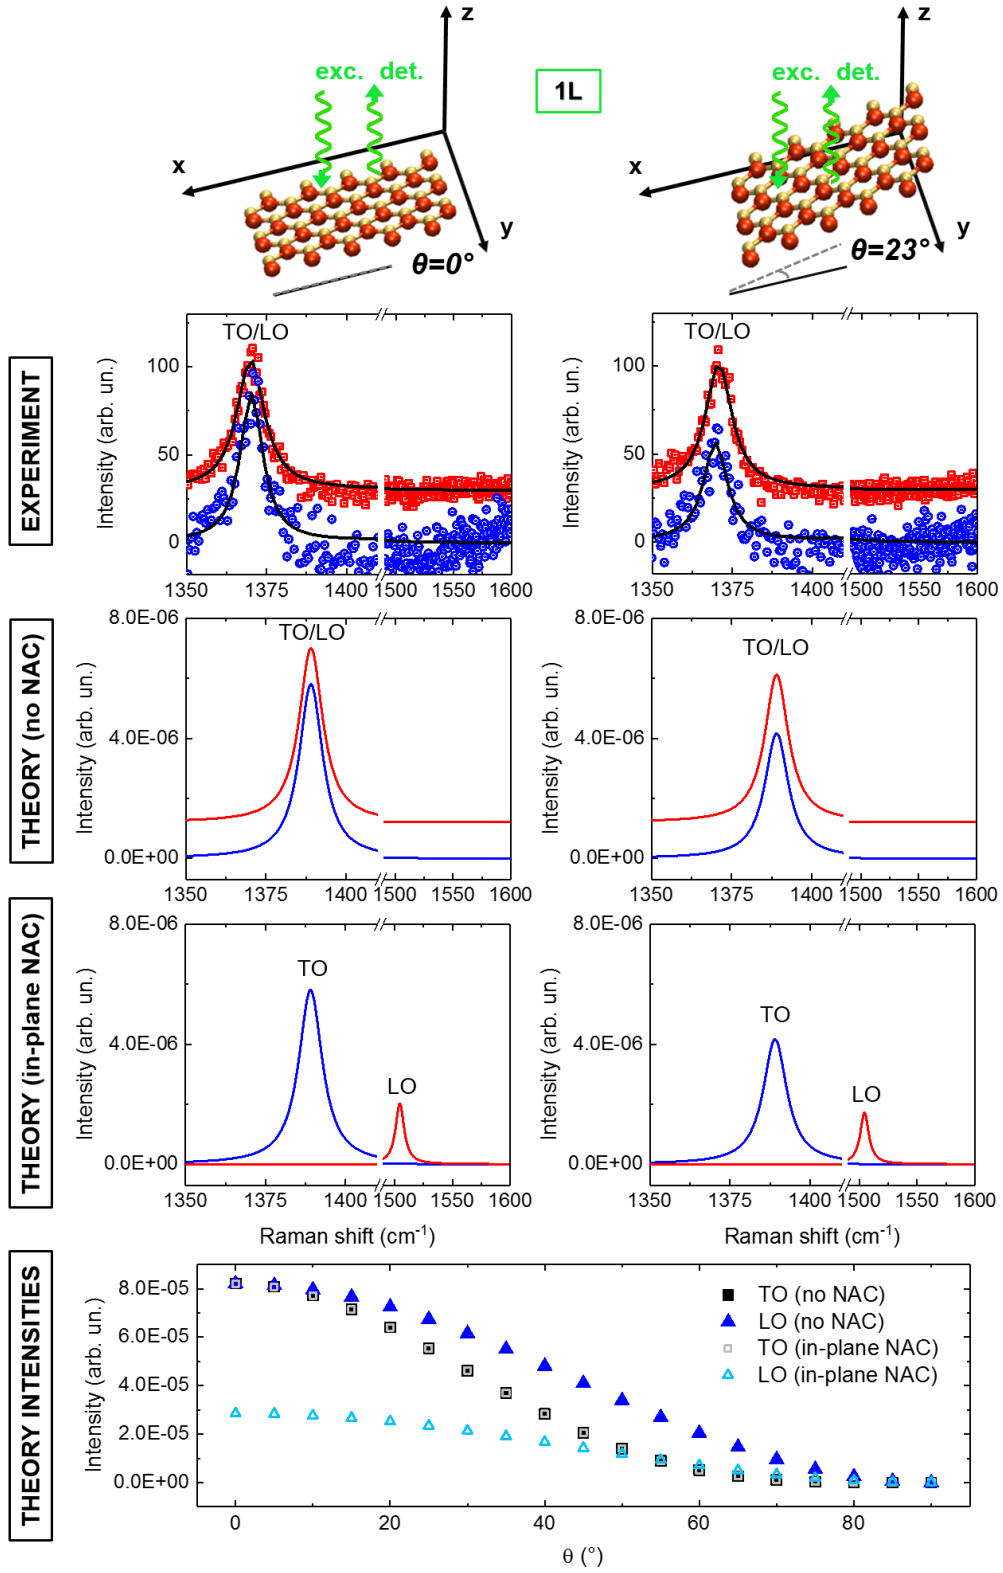 z
z
exc. det.
1L
exc. det.
x
x
y
y
θ=0°
θ=23°
EXPERIMENT
Intensity (arb. un.)
100
50
0
TO/LO
1350 1375 1400 1500 1550 1600
Intensity (arb. un.)
100
50
0
TO/LO
1350 1375 1400 1500 1550 1600
THEORY (no NAC)
Intensity (arb. un.)
8.0E-06
4.0E-06
0.0E+00
TO/LO
1350 1375 1400 1500 1550 1600
Intensity (arb. un.)
8.0E-06
4.0E-06
0.0E+00
TO/LO
1350 1375 1400 1500 1550 1600
THEORY (in-plane NAC)
Intensity (arb. un.)
8.0E-06
4.0E-06
0.0E+00
TO
LO
1350 1375 1400 1500 1550 1600
Raman shift (cm-1)
Intensity (arb. un.)
8.0E-06
4.0E-06
0.0E+00
TO
LO
1350 1375 1400 1500 1550 1600
Raman shift (cm-1)
THEORY INTENSITIES
Intensity (arb. un.)
8.0E-05
6.0E-05
4.0E-05
2.0E-05
0.0E+00
TO (no NAC)
LO (no NAC)
TO (in-plane NAC)
LO (in-plane NAC)
0 20 40 60 80
θ (°)